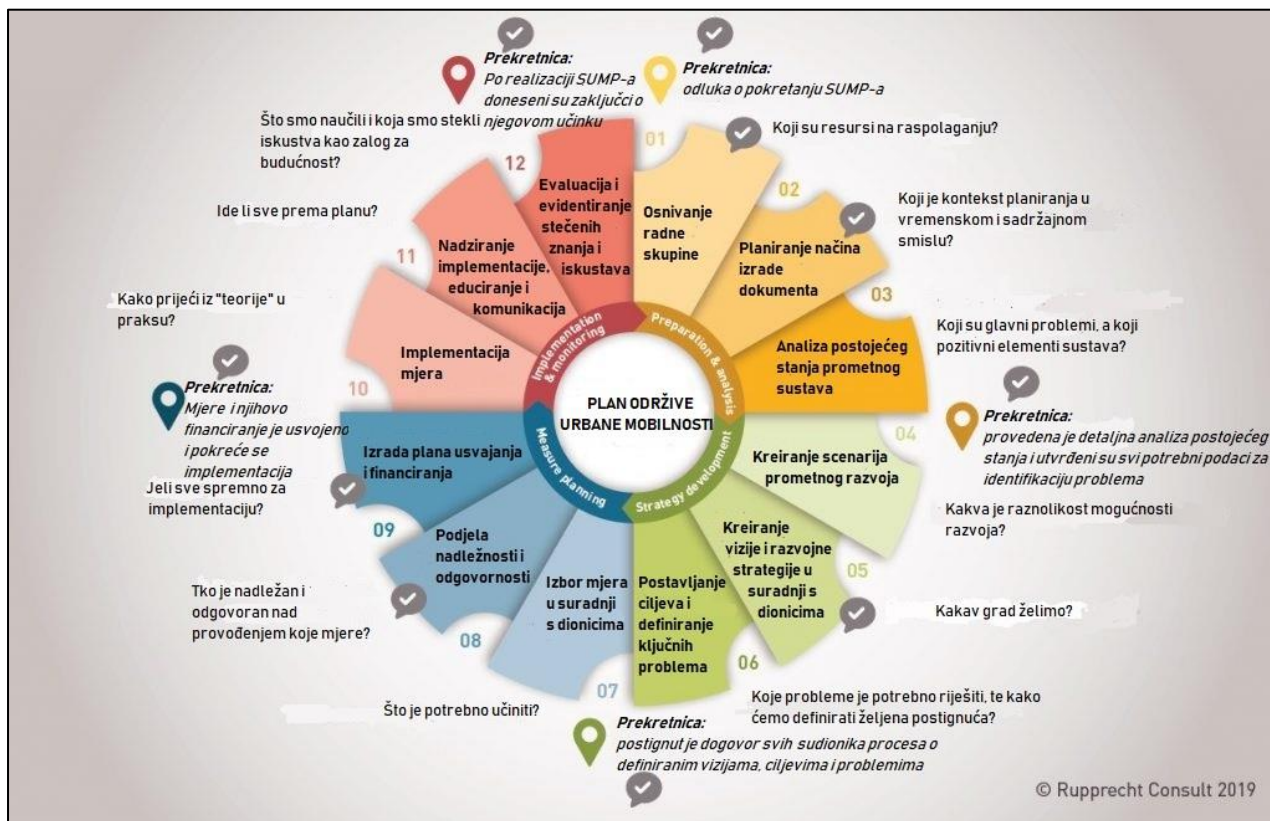 Prekretnica:
Po realizaciji SUMP-a
doneseni su zaključci o
njegovom učinku
Prekretnica:
odluka o pokretanju SUMP-a
Što smo naučili i koja smo stekli
iskustva kao zalog za
budućnost?
Koji su resursi na raspolaganju?
Ide li sve prema planu?
Koji je kontekst planiranja u
vremenskom i sadržajnom
smislu?
Kako prijeći iz "teorije" u
praksu?
Koji su glavni problemi, a koji
pozitivni elementi sustava?
Prekretnica:
Mjere i njihovo
financiranje je usvojeno
i pokreće se
implementacija
Prekretnica:
provedena je detaljna analiza postojećeg
stanja i utvrđeni su svi potrebni podaci za
identifikaciju problema
Jeli sve spremno za
implementaciju?
Kakva je raznolikost mogućnosti
razvoja?
Tko je nadležan i
odgovoran nad
provođenjem koje mjere?
Kakav grad želimo?
Što je potrebno učiniti?
Koje probleme je potrebno riješiti, te kako
ćemo definirati željena postignuća?
Prekretnica:
postignut je dogovor svih sudionika procesa o
definiranim vizijama, ciljevima i problemima
01
Osnivanje
radne
skupine
02
Planiranje načina
izrade
dokumenta
03
Analiza postojećeg
stanja prometnog
sustava
04
Kreiranje scenarija
prometnog razvoja
05
Kreiranje
vizije i razvojne
strategije u
suradnji s
dionicima
06
Postavljanje
ciljeva i
definiranje
ključnih
problema
07
Izbor mjera
u suradnji
s dionicima
08
Podjela
nadležnosti i
odgovornosti
09
Izrada plana usvajanja
i financiranja
10
Implementacija
mjera
11
Nadziranje
implementacije,
educiranje i
komunikacija
12
Evaluacija i
evidentiranje
stečenih
znanja i
iskustava
Preparation & analysis
Strategy development
Measure planning
Implementation
& monitoring
PLAN ODRŽIVE
URBANE MOBILNOSTI
© Rupprecht Consult 2019